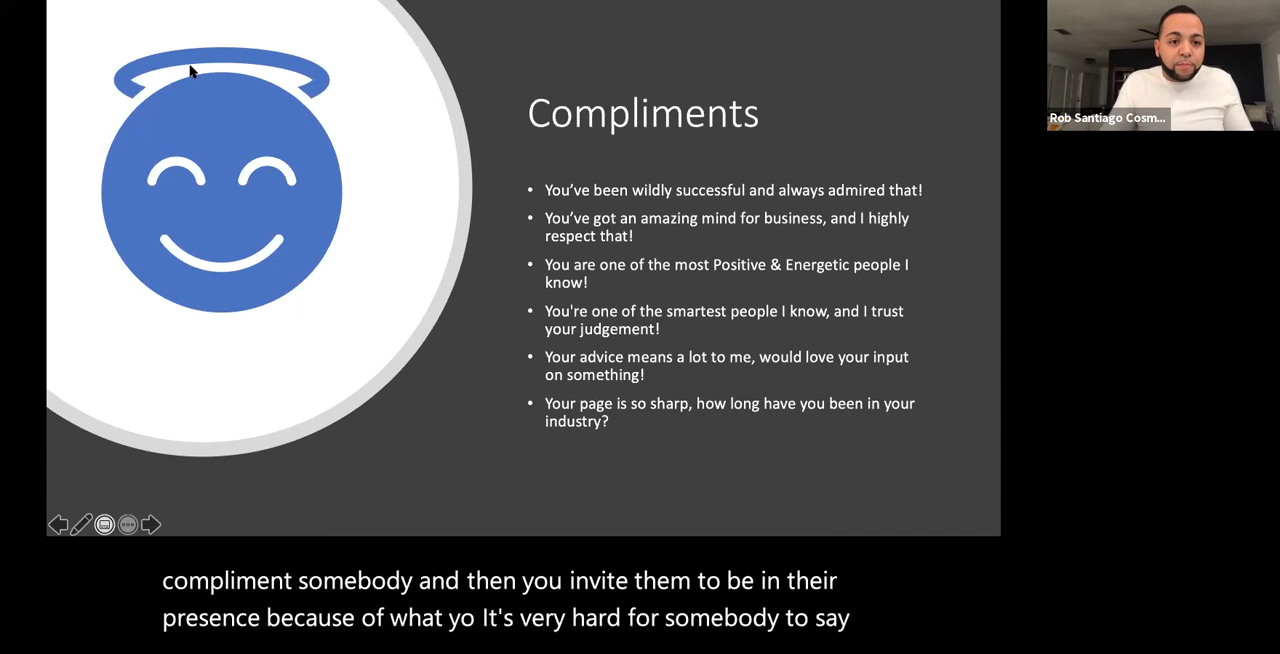 Compliments
• You’ve been wildly successful and always admired that!
• You’ve got an amazing mind for business, and I highly
respect that!
• You are one of the most Positive & Energetic people I
know!
• You're one of the smartest people I know, and I trust
your judgement!
• Your advice means a lot to me, would love your input
on something!
• Your page is so sharp, how long have you been in your
industry?
Rob Santiago Cosm...
compliment somebody and then you invite them to be in their
presence because of what yo It's very hard for somebody to say